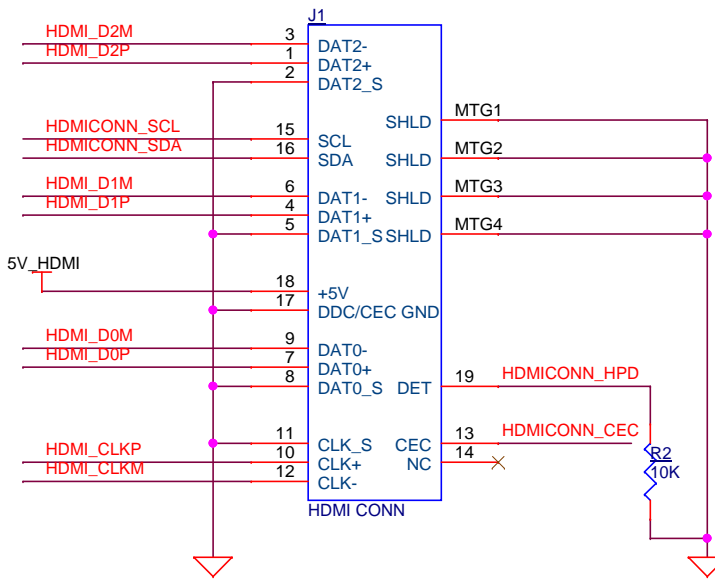 J1
HDMI_D2M 3 DAT2-
HDMI_D2P 1 DAT2+
2 DAT2_S
SHLD MTG1
HDMICONN_SCL 15 SCL
HDMICONN_SDA 16 SDA SHLD MTG2
HDMI_D1M 6 DAT1- SHLD MTG3
HDMI_D1P 4 DAT1+
5 DAT1_S SHLD MTG4
5V_HDMI
18 +5V
17 DDC/CEC GND
HDMI_D0M 9 DAT0-
HDMI_D0P 7 DAT0+
8 DAT0_S DET 19 HDMICONN_HPD
11 CLK_S CEC 13 HDMICONN_CEC
HDMI_CLKP 10 CLK+ NC 14 R2
HDMI_CLKM 12 CLK- 10K
HDMI CONN